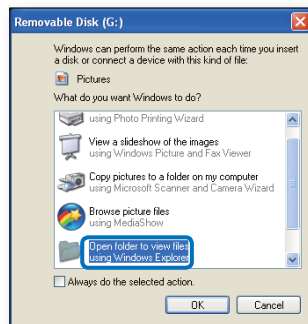 Removable Disk (G:)
Windows can perform the same action each time you insert
a disk or connect a device with this kind of file:
Pictures
What do you want Windows to do?
using Photo Printing Wizard
View a slideshow of the images
using Windows Picture and Fax Viewer
Copy pictures to a folder on my computer
using Microsoft Scanner and Camera Wizard
Browse picture files
using MediaShow
Open folder to view files
using Windows Explorer
Always do the selected action.
OK
Cancel